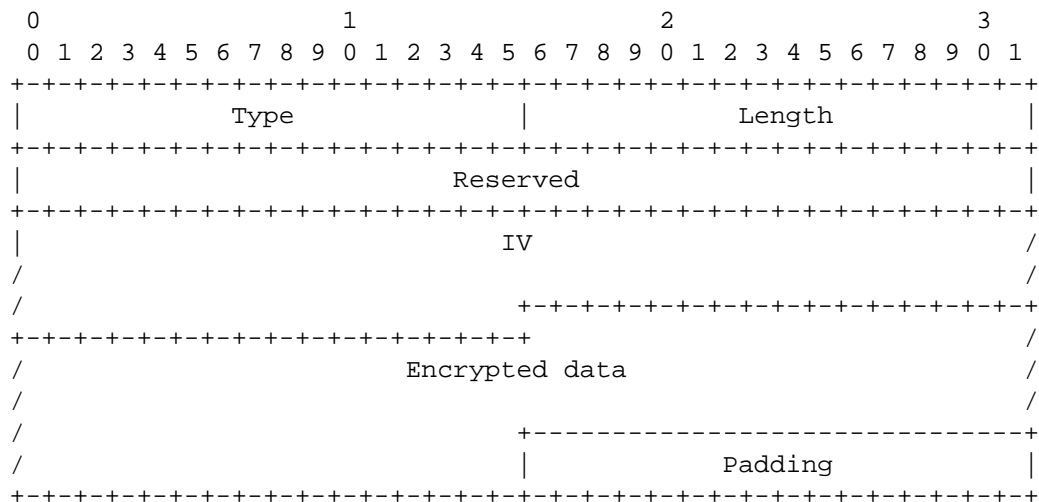 0                   1                   2                   3
0 1 2 3 4 5 6 7 8 9 0 1 2 3 4 5 6 7 8 9 0 1 2 3 4 5 6 7 8 9 0 1
+-+-+-+-+-+-+-+-+-+-+-+-+-+-+-+-+-+-+-+-+-+-+-+-+-+-+-+-+-+-+-+-+
|             Type              |             Length            |
+-+-+-+-+-+-+-+-+-+-+-+-+-+-+-+-+-+-+-+-+-+-+-+-+-+-+-+-+-+-+-+-+
|                           Reserved                            |
+-+-+-+-+-+-+-+-+-+-+-+-+-+-+-+-+-+-+-+-+-+-+-+-+-+-+-+-+-+-+-+-+
|                              IV                               /
/                                                               /
/                               +-+-+-+-+-+-+-+-+-+-+-+-+-+-+-+-+
+-+-+-+-+-+-+-+-+-+-+-+-+-+-+-+-+                               /
/                        Encrypted data                         /
/                                                               /
/                               +-------------------------------+
/                               |            Padding            |
+-+-+-+-+-+-+-+-+-+-+-+-+-+-+-+-+-+-+-+-+-+-+-+-+-+-+-+-+-+-+-+-+